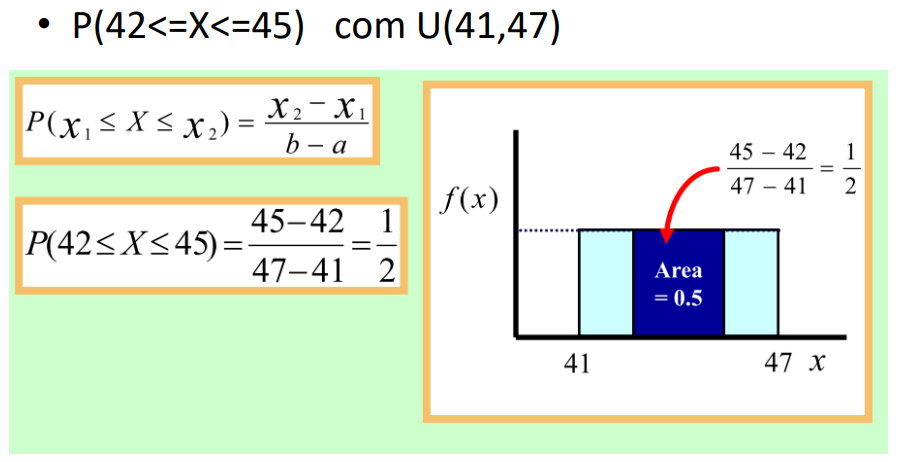 • P(42<=X<=45) com U(41,47)
P(x₁ ≤ X ≤ x₂) = (x₂ − x₁) / (b − a)
P(42 ≤ X ≤ 45) = (45−42) / (47−41) = 1/2
f(x)
(45 − 42) / (47 − 41) = 1/2
Area
= 0.5
41
47 x